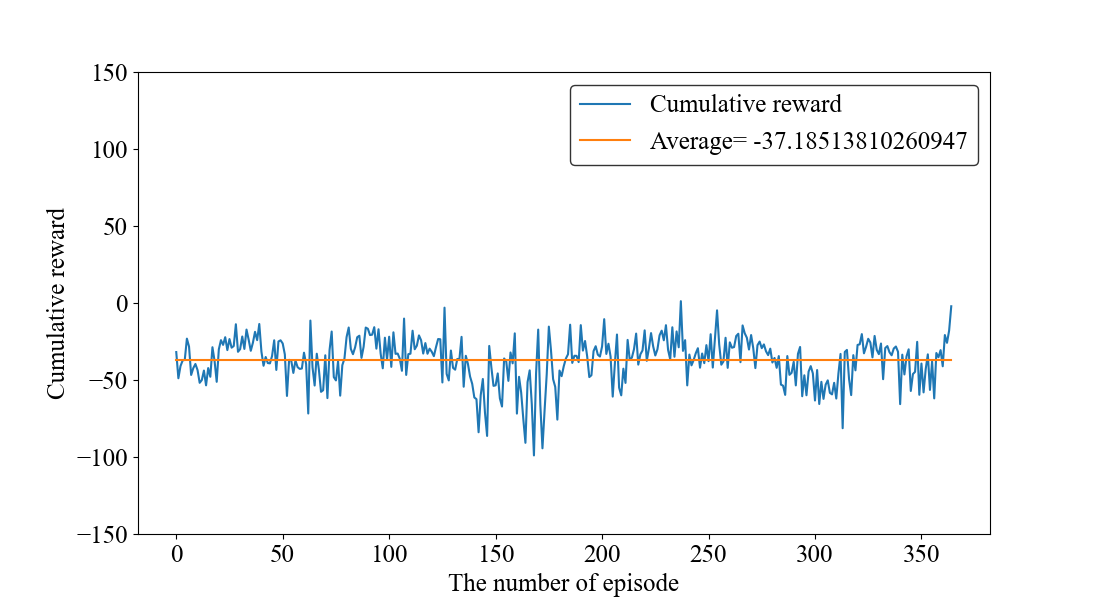 150
100
50
0
−50
−100
−150
Cumulative reward
Cumulative reward
Average= -37.18513810260947
0 50 100 150 200 250 300 350
The number of episode